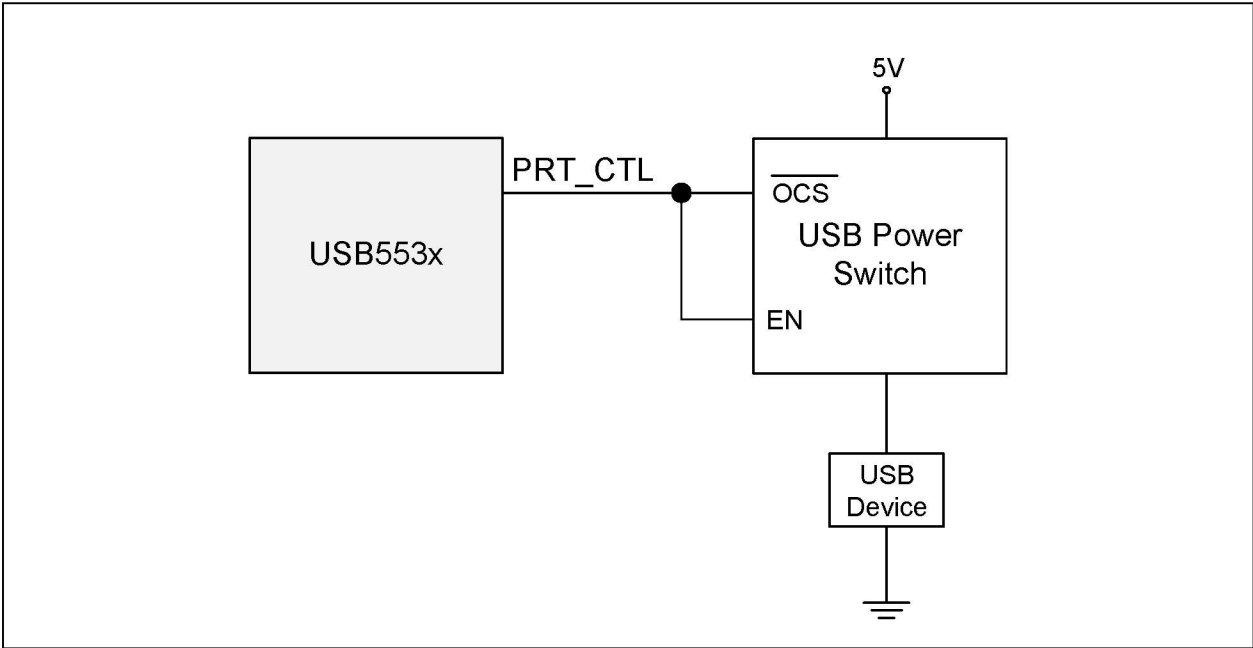 5V
PRT_CTL
OCS
USB553x
USB Power
Switch
EN
USB
Device